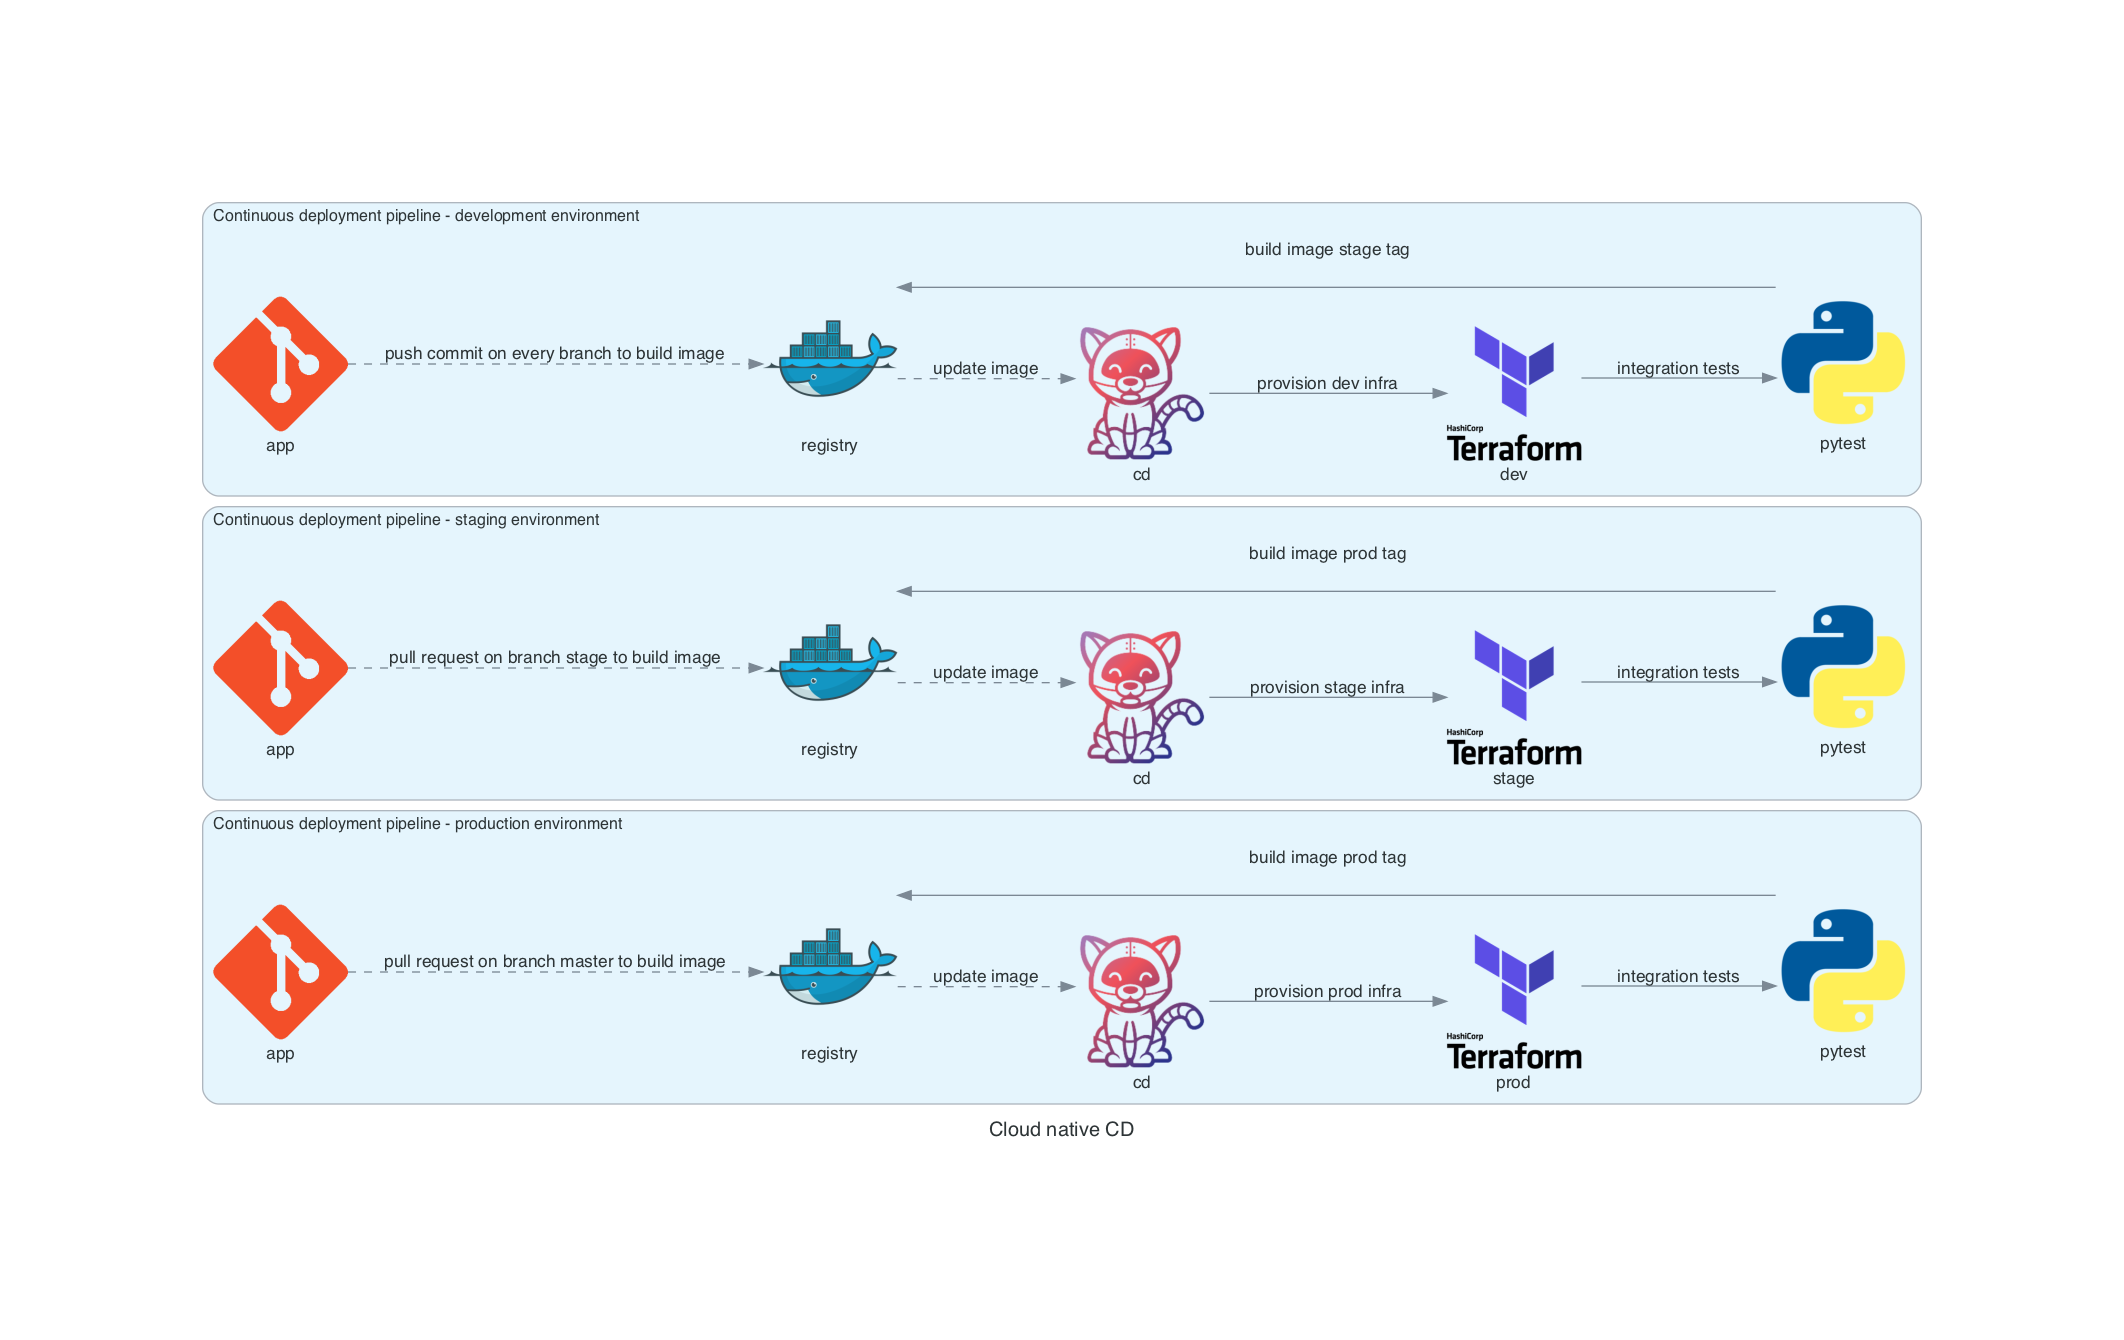 Continuous deployment pipeline - development environment
build image stage tag
push commit on every branch to build image
update image
provision dev infra
integration tests
app
registry
cd
HashiCorp
Terraform
dev
pytest
Continuous deployment pipeline - staging environment
build image prod tag
pull request on branch stage to build image
update image
provision stage infra
integration tests
app
registry
cd
HashiCorp
Terraform
stage
pytest
Continuous deployment pipeline - production environment
build image prod tag
pull request on branch master to build image
update image
provision prod infra
integration tests
app
registry
cd
HashiCorp
Terraform
prod
pytest
Cloud native CD